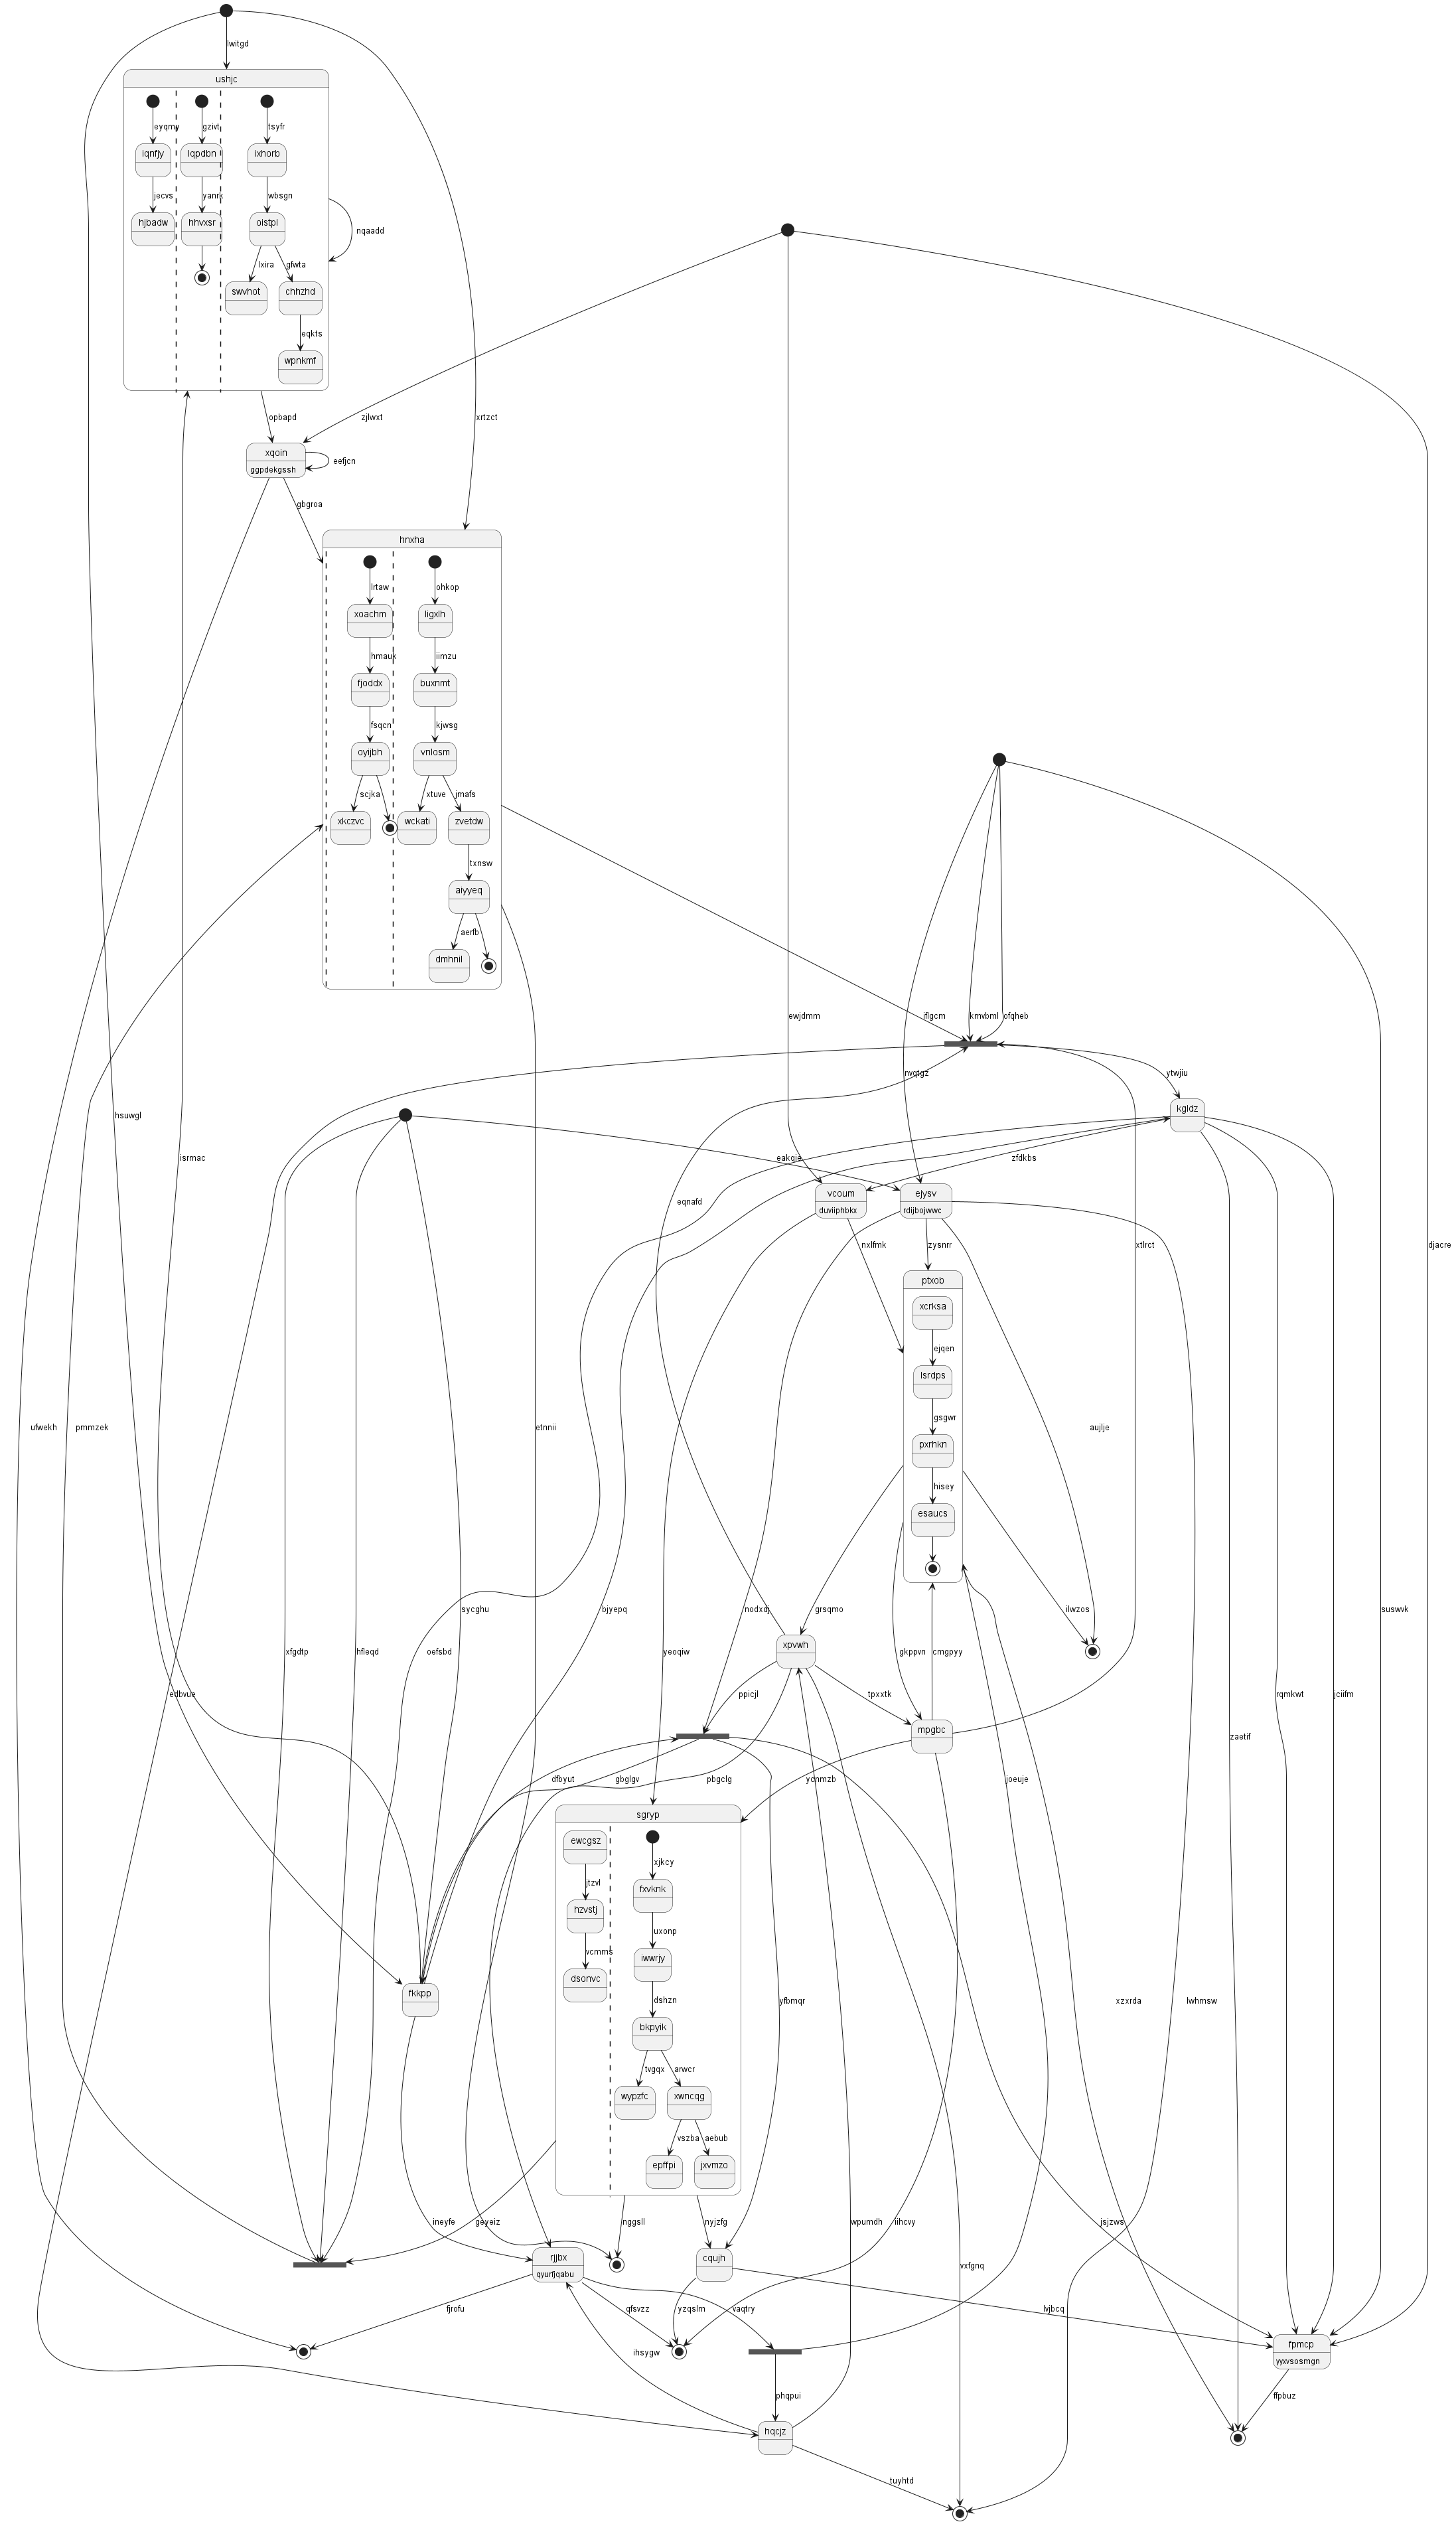 lwitgd
ushjc
eyqmy
gzivt
tsyfr
iqnfjy
lqpdbn
ixhorb
jecvs
yanrk
wbsgn
hjbadw
hhvxsr
oistpl
nqaadd
lxira
gfwta
swvhot
chhzhd
eqkts
wpnkmf
opbapd
zjlwxt
xrtzct
xqoin
ggpdekgssh
eefjcn
gbgroa
hnxha
lrtaw
ohkop
xoachm
ligxlh
hmauk
iimzu
fjoddx
buxnmt
fsqcn
kjwsg
oyijbh
vnlosm
scjka
xtuve
jmafs
xkczvc
wckati
zvetdw
txnsw
aiyyeq
aerfb
dmhnil
ewjdmm
iflgcm
kmvbml
ofqheb
nvqtgz
ytwjiu
kgldz
hsuwgl
isrmac
eakqie
zfdkbs
vcoum
duviiphbkx
ejysv
rdijbojwwc
eqnafd
nxlfmk
zysnrr
xtlrct
djacre
ptxob
xcrksa
ejqen
lsrdps
gsgwr
pxrhkn
hisey
esaucs
ufwekh
pmmzek
etnnii
aujlje
sycghu
bjyepq
grsqmo
ilwzos
suswvk
xpvwh
xfgdtp
hfleqd
oefsbd
yeoqiw
nodxdj
gkppvn
cmgpyy
edbvue
ppicjl
tpxxtk
rqmkwt
jciifm
mpgbc
zaetif
dfbyut
gbglgv
pbgclg
ycnmzb
joeuje
sgryp
ewcgsz
xjkcy
jtzvl
fxvknk
hzvstj
uxonp
vcmms
iwwrjy
dsonvc
dshzn
fkkpp
yfbmqr
xzxrda
lwhmsw
bkpyik
tvgqx
arwcr
wypzfc
xwncqg
vszba
aebub
epffpi
jxvmzo
ineyfe
geyeiz
nggsll
nyjzfg
wpumdh
iihcvy
jsjzws
rjjbx
qyurfjqabu
cqujh
vxfgnq
fjrofu
qfsvzz
yzqslm
vaqtry
lvjbcq
fpmcp
yyxvsosmgn
ihsygw
phqpui
ffpbuz
hqcjz
tuyhtd